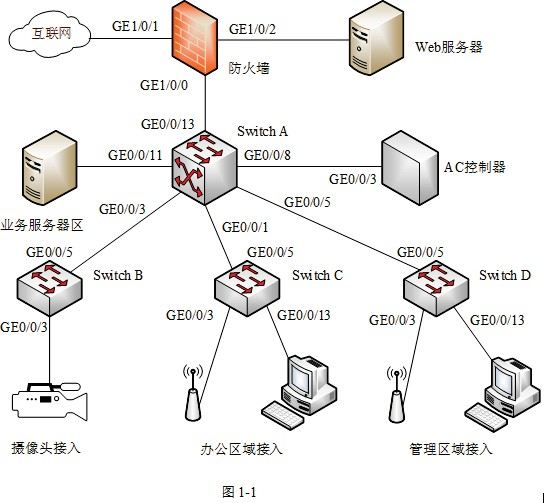 互联网
GE1/0/1
GE1/0/2
Web服务器
防火墙
GE1/0/0
GE0/0/13
Switch A
GE0/0/11
GE0/0/8
GE0/0/3
AC控制器
业务服务器区
GE0/0/3
GE0/0/1
GE0/0/5
GE0/0/5
Switch B
GE0/0/5
Switch C
GE0/0/5
Switch D
GE0/0/3
GE0/0/3
GE0/0/13
GE0/0/3
GE0/0/13
摄像头接入
办公区域接入
管理区域接入
图 1-1